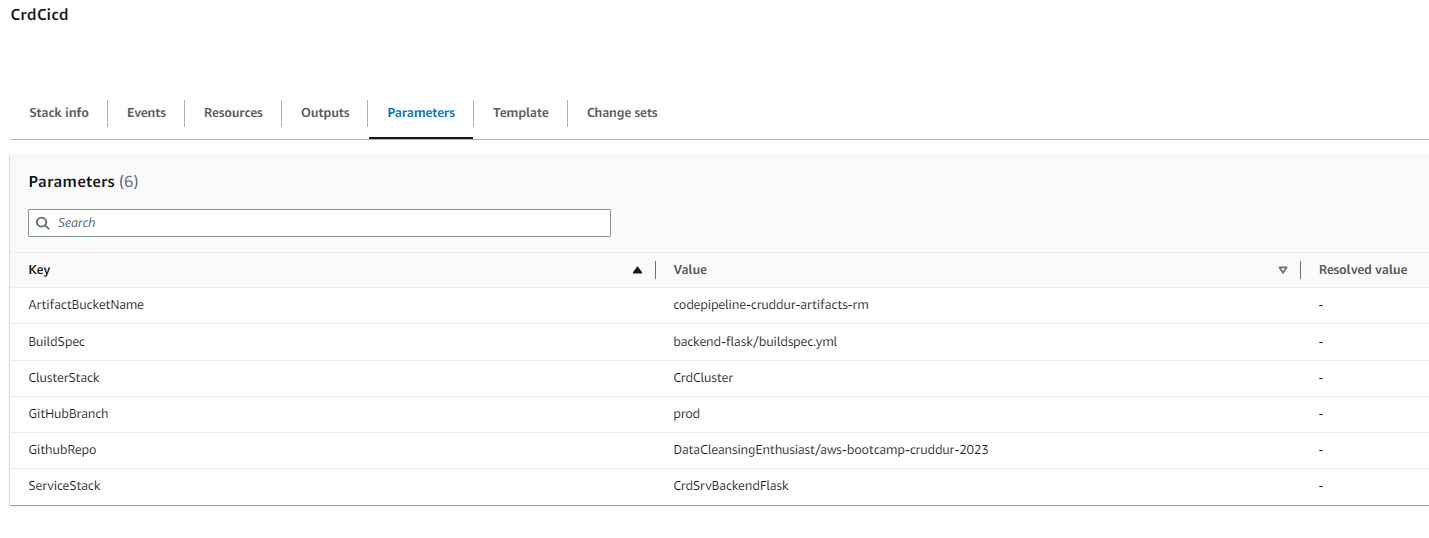 CrdCicd
Stack info Events Resources Outputs Parameters Template Change sets
Parameters (6)
Search
Key Value Resolved value
ArtifactBucketName codepipeline-cruddur-artifacts-rm -
BuildSpec backend-flask/buildspec.yml -
ClusterStack CrdCluster -
GitHubBranch prod -
GithubRepo DataCleansingEnthusiast/aws-bootcamp-cruddur-2023 -
ServiceStack CrdSrvBackendFlask -